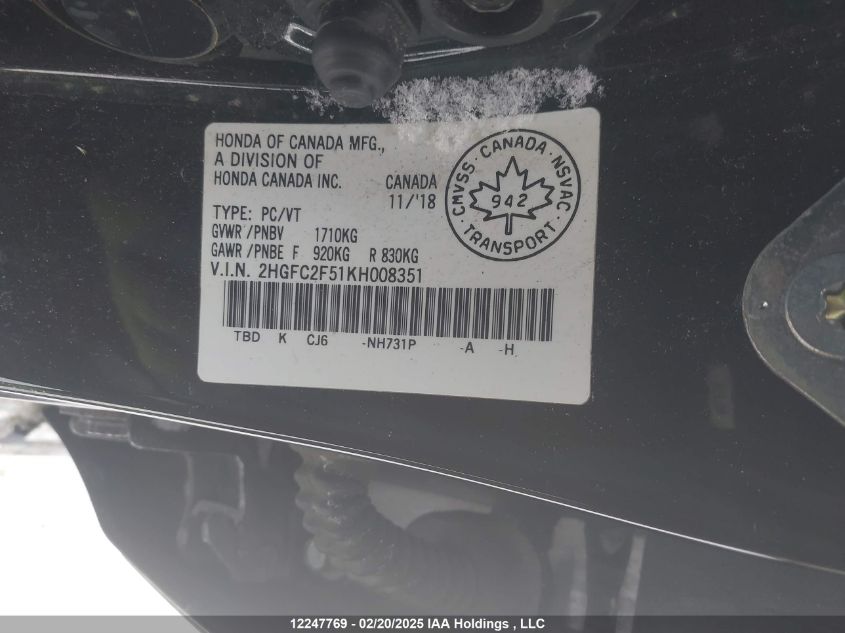 HONDA OF CANADA MFG.,
A DIVISION OF
HONDA CANADA INC. CANADA
11/'18
TYPE: PC/VT
GVWR/PNBV 1710KG
GAWR/PNBE F 920KG R 830KG
V.I.N. 2HGFC2F51KH008351
TBD K CJ6 -NH731P -A -H
CMVSS · CANADA · NSVAC
942
TRANSPORT
12247769 - 02/20/2025 IAA Holdings , LLC